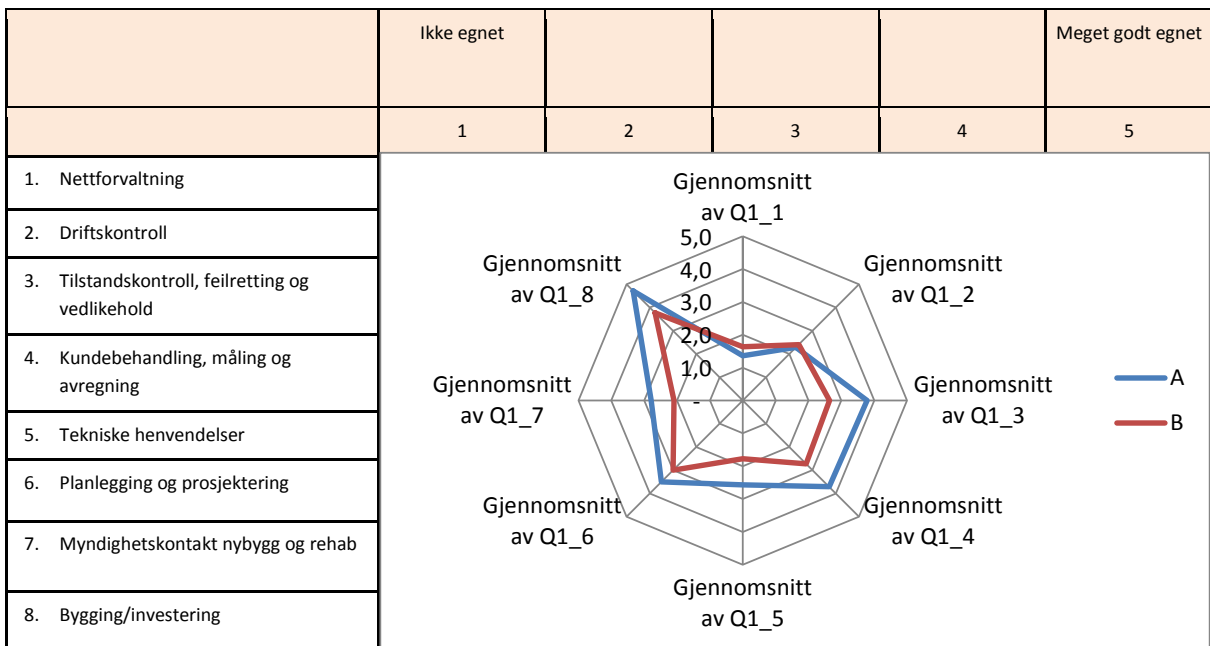 Ikke egnet
Meget godt egnet
1 2 3 4 5
1. Nettforvaltning
2. Driftskontroll
3. Tilstandskontroll, feilretting og
vedlikehold
4. Kundebehandling, måling og
avregning
5. Tekniske henvendelser
6. Planlegging og prosjektering
7. Myndighetskontakt nybygg og rehab
8. Bygging/investering
Gjennomsnitt
av Q1_1
Gjennomsnitt
av Q1_2
Gjennomsnitt
av Q1_3
Gjennomsnitt
av Q1_4
Gjennomsnitt
av Q1_5
Gjennomsnitt
av Q1_6
Gjennomsnitt
av Q1_7
Gjennomsnitt
av Q1_8
5,0
4,0
3,0
2,0
1,0
-
A
B